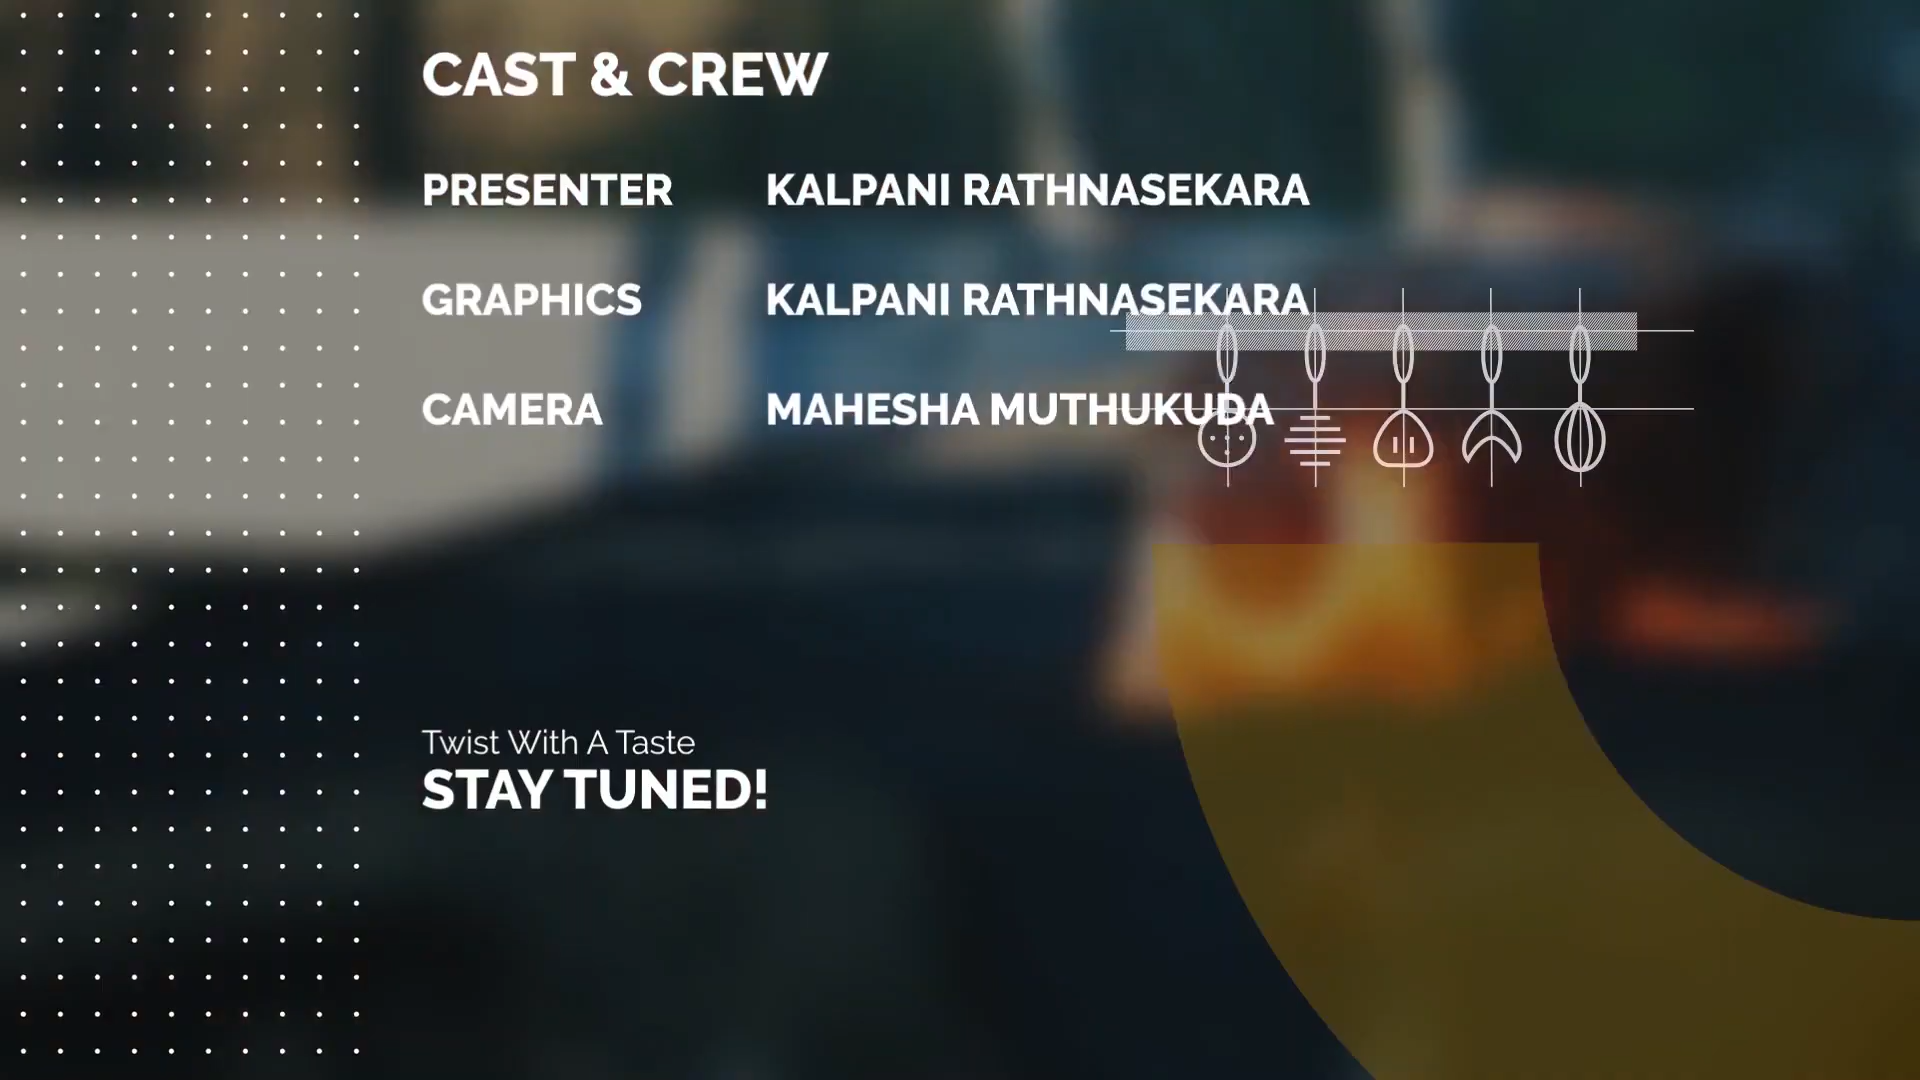 CAST & CREW
PRESENTER KALPANI RATHNASEKARA
GRAPHICS KALPANI RATHNASEKARA
CAMERA MAHESHA MUTHUKUDA
Twist With A Taste
STAY TUNED!